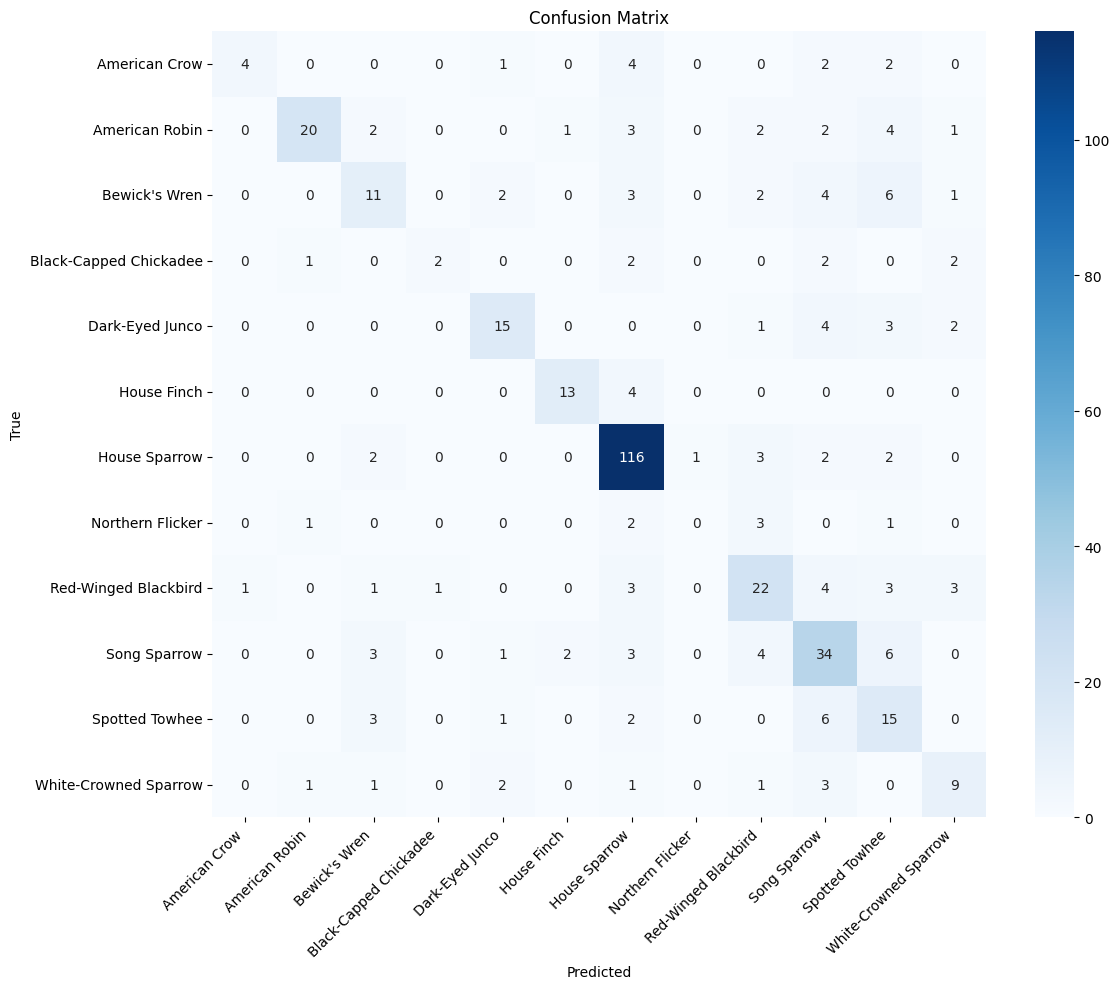 Confusion Matrix
American Crow 4 0 0 0 1 0 4 0 0 2 2 0
American Robin 0 20 2 0 0 1 3 0 2 2 4 1
Bewick's Wren 0 0 11 0 2 0 3 0 2 4 6 1
Black-Capped Chickadee 0 1 0 2 0 0 2 0 0 2 0 2
Dark-Eyed Junco 0 0 0 0 15 0 0 0 1 4 3 2
House Finch 0 0 0 0 0 13 4 0 0 0 0 0
House Sparrow 0 0 2 0 0 0 116 1 3 2 2 0
Northern Flicker 0 1 0 0 0 0 2 0 3 0 1 0
Red-Winged Blackbird 1 0 1 1 0 0 3 0 22 4 3 3
Song Sparrow 0 0 3 0 1 2 3 0 4 34 6 0
Spotted Towhee 0 0 3 0 1 0 2 0 0 6 15 0
White-Crowned Sparrow 0 1 1 0 2 0 1 0 1 3 0 9
True
American Crow
American Robin
Bewick's Wren
Black-Capped Chickadee
Dark-Eyed Junco
House Finch
House Sparrow
Northern Flicker
Red-Winged Blackbird
Song Sparrow
Spotted Towhee
White-Crowned Sparrow
Predicted
100
80
60
40
20
0